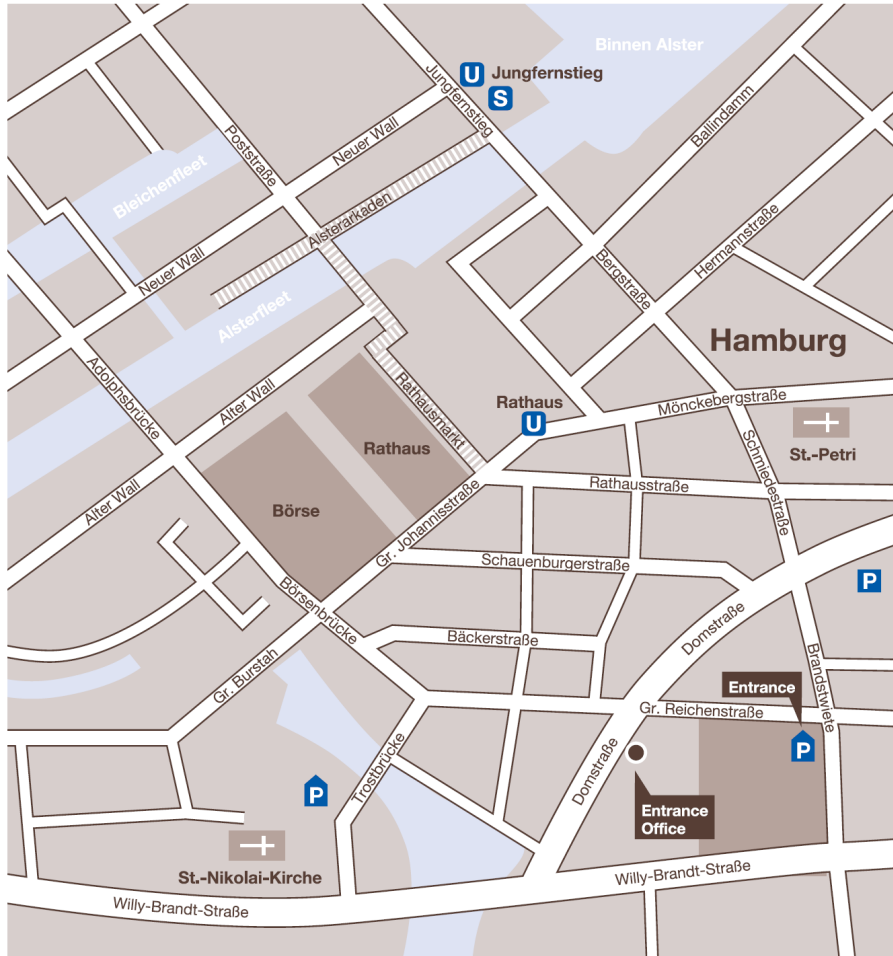 Binnen Alster
U
Jungfernstieg
S
Jungfernstieg
Ballindamm
Neuer Wall
Poststraße
Bleichenfleet
Alsterarkaden
Hermannstraße
Neuer Wall
Bergstraße
Alsterfleet
Hamburg
Adolphsbrücke
Alter Wall
Rathausmarkt
Rathaus
U
Mönckebergstraße
Rathaus
St.-Petri
Schmiedestraße
Alter Wall
Börse
Rathausstraße
Gr. Johannisstraße
Schauenburgerstraße
P
Börsenbrücke
Bäckerstraße
Domstraße
Gr. Burstah
Brandstwiete
Entrance
Gr. Reichenstraße
P
Trostbrücke
Domstraße
P
Entrance
Office
St.-Nikolai-Kirche
Willy-Brandt-Straße
Willy-Brandt-Straße